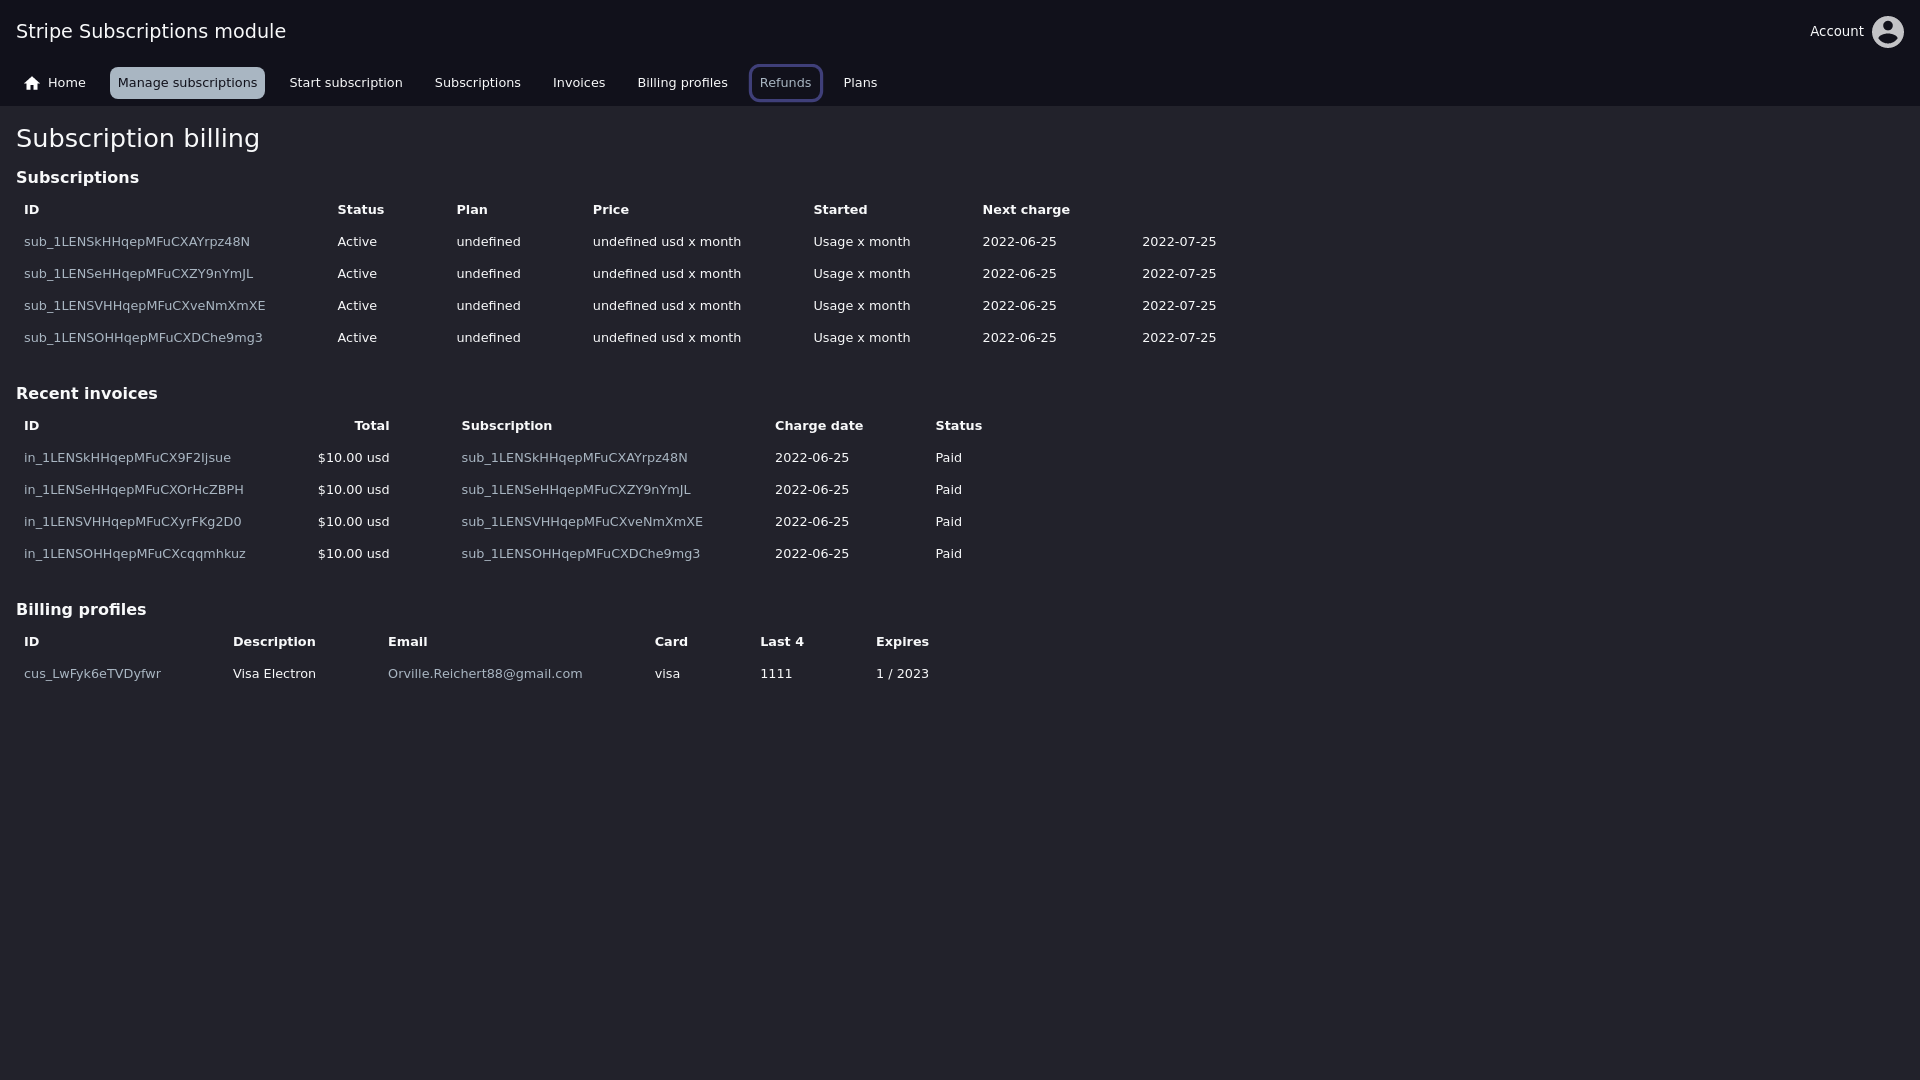 Stripe Subscriptions module
Account
Home Manage subscriptions Start subscription Subscriptions Invoices Billing profiles Refunds Plans
Subscription billing
Subscriptions
ID Status Plan Price Started Next charge
sub_1LENSkHHqepMFuCXAYrpz48N Active undefined undefined usd x month Usage x month 2022-06-25 2022-07-25
sub_1LENSeHHqepMFuCXZY9nYmJL Active undefined undefined usd x month Usage x month 2022-06-25 2022-07-25
sub_1LENSVHHqepMFuCXveNmXmXE Active undefined undefined usd x month Usage x month 2022-06-25 2022-07-25
sub_1LENSOHHqepMFuCXDChe9mg3 Active undefined undefined usd x month Usage x month 2022-06-25 2022-07-25
Recent invoices
ID Total Subscription Charge date Status
in_1LENSkHHqepMFuCX9F2Ijsue $10.00 usd sub_1LENSkHHqepMFuCXAYrpz48N 2022-06-25 Paid
in_1LENSeHHqepMFuCXOrHcZBPH $10.00 usd sub_1LENSeHHqepMFuCXZY9nYmJL 2022-06-25 Paid
in_1LENSVHHqepMFuCXyrFKg2D0 $10.00 usd sub_1LENSVHHqepMFuCXveNmXmXE 2022-06-25 Paid
in_1LENSOHHqepMFuCXcqqmhkuz $10.00 usd sub_1LENSOHHqepMFuCXDChe9mg3 2022-06-25 Paid
Billing profiles
ID Description Email Card Last 4 Expires
cus_LwFyk6eTVDyfwr Visa Electron Orville.Reichert88@gmail.com visa 1111 1 / 2023